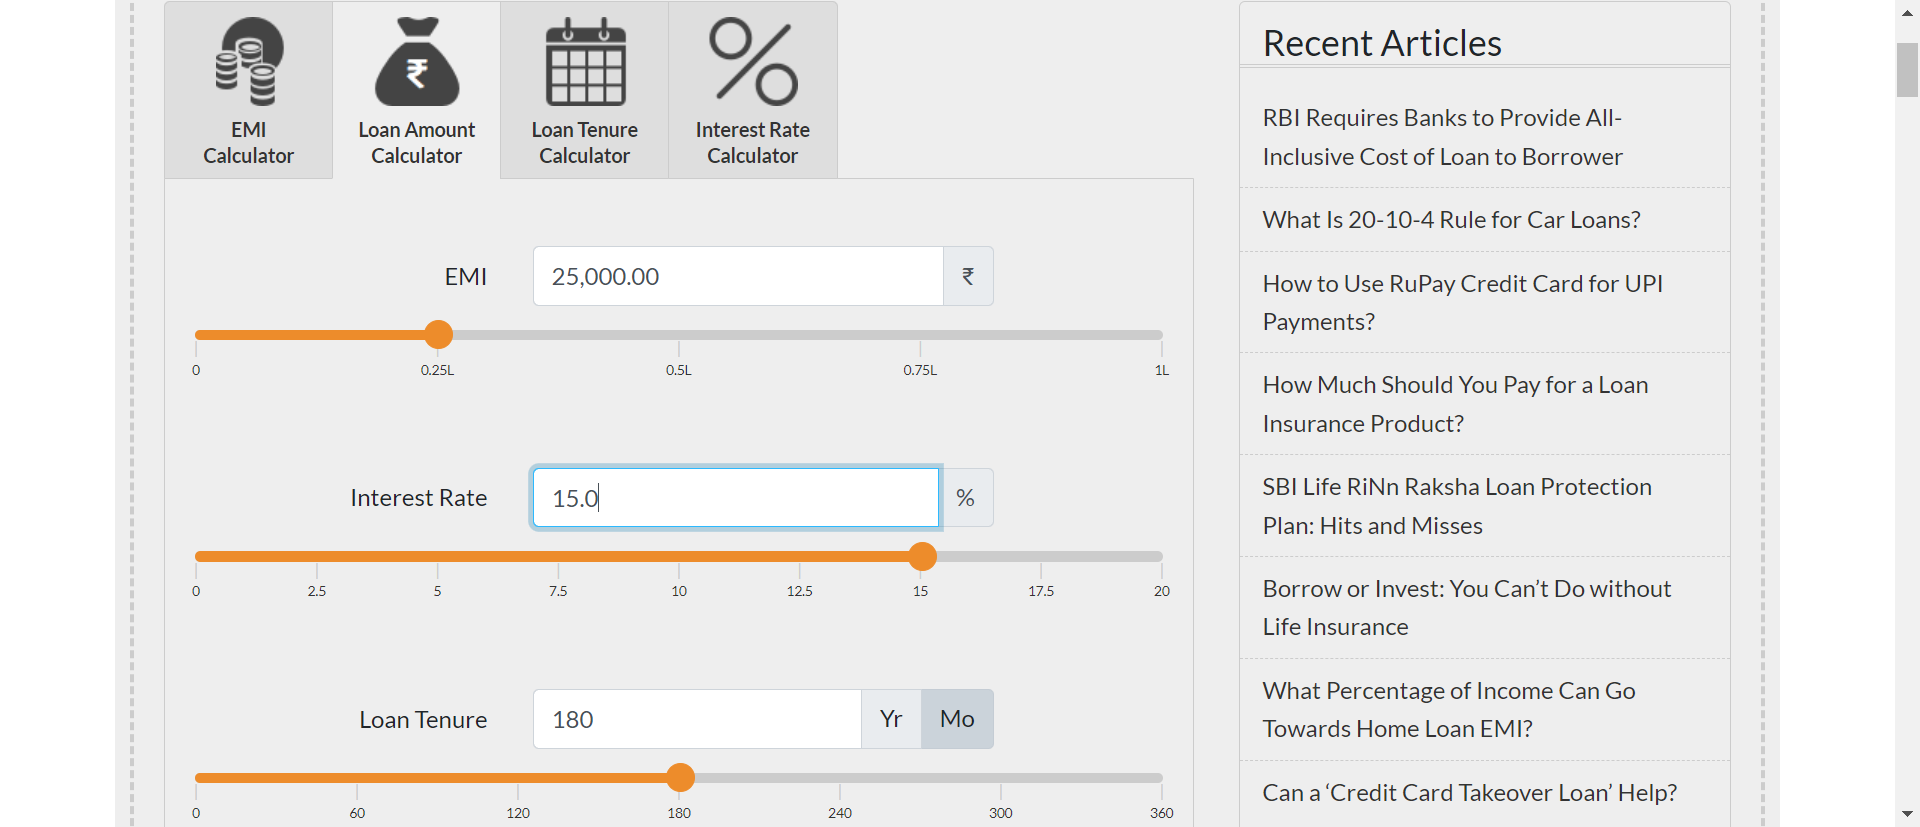 EMI
Calculator
Loan Amount
Calculator
Loan Tenure
Calculator
Interest Rate
Calculator
EMI
25,000.00
₹
0
0.25L
0.5L
0.75L
1L
Interest Rate
15.0
%
0
2.5
5
7.5
10
12.5
15
17.5
20
Loan Tenure
180
Yr
Mo
0
60
120
180
240
300
360
Recent Articles
RBI Requires Banks to Provide All-
Inclusive Cost of Loan to Borrower
What Is 20-10-4 Rule for Car Loans?
How to Use RuPay Credit Card for UPI
Payments?
How Much Should You Pay for a Loan
Insurance Product?
SBI Life RiNn Raksha Loan Protection
Plan: Hits and Misses
Borrow or Invest: You Can’t Do without
Life Insurance
What Percentage of Income Can Go
Towards Home Loan EMI?
Can a ‘Credit Card Takeover Loan’ Help?